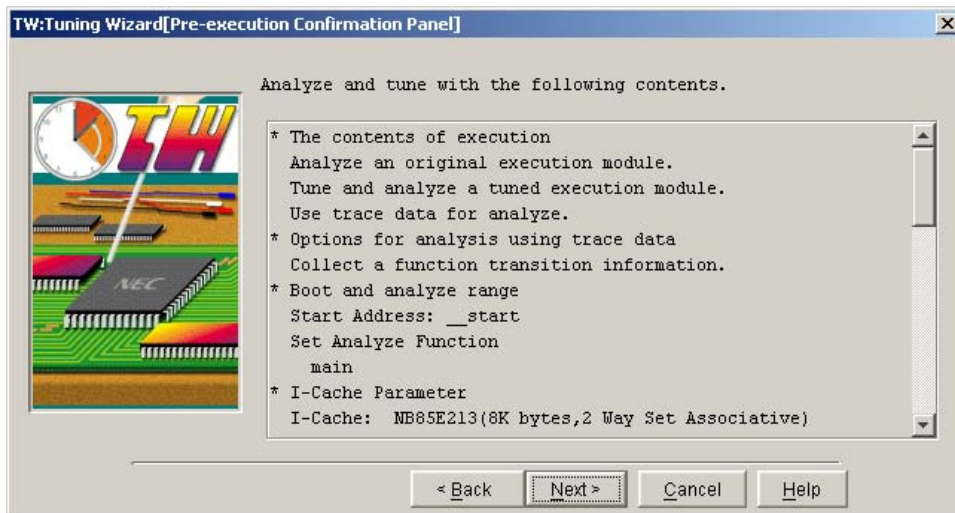 TW:Tuning Wizard[Pre-execution Confirmation Panel]
Analyze and tune with the following contents.
TW
NEC
* The contents of execution
Analyze an original execution module.
Tune and analyze a tuned execution module.
Use trace data for analyze.
* Options for analysis using trace data
Collect a function transition information.
* Boot and analyze range
Start Address: __start
Set Analyze Function
main
* I-Cache Parameter
I-Cache:  NB85E213(8K bytes,2 Way Set Associative)
< Back
Next >
Cancel
Help